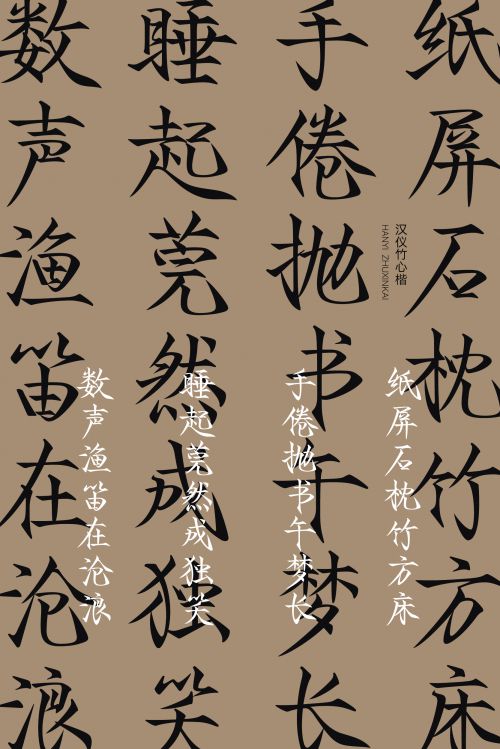 纸屏石枕竹方床
手倦抛书午梦长
睡起莞然成独笑
数声渔笛在沧浪
汉仪竹心楷
HANYI ZHUXINKAI
纸屏石枕竹方床
手倦抛书午梦长
睡起莞然成独笑
数声渔笛在沧浪